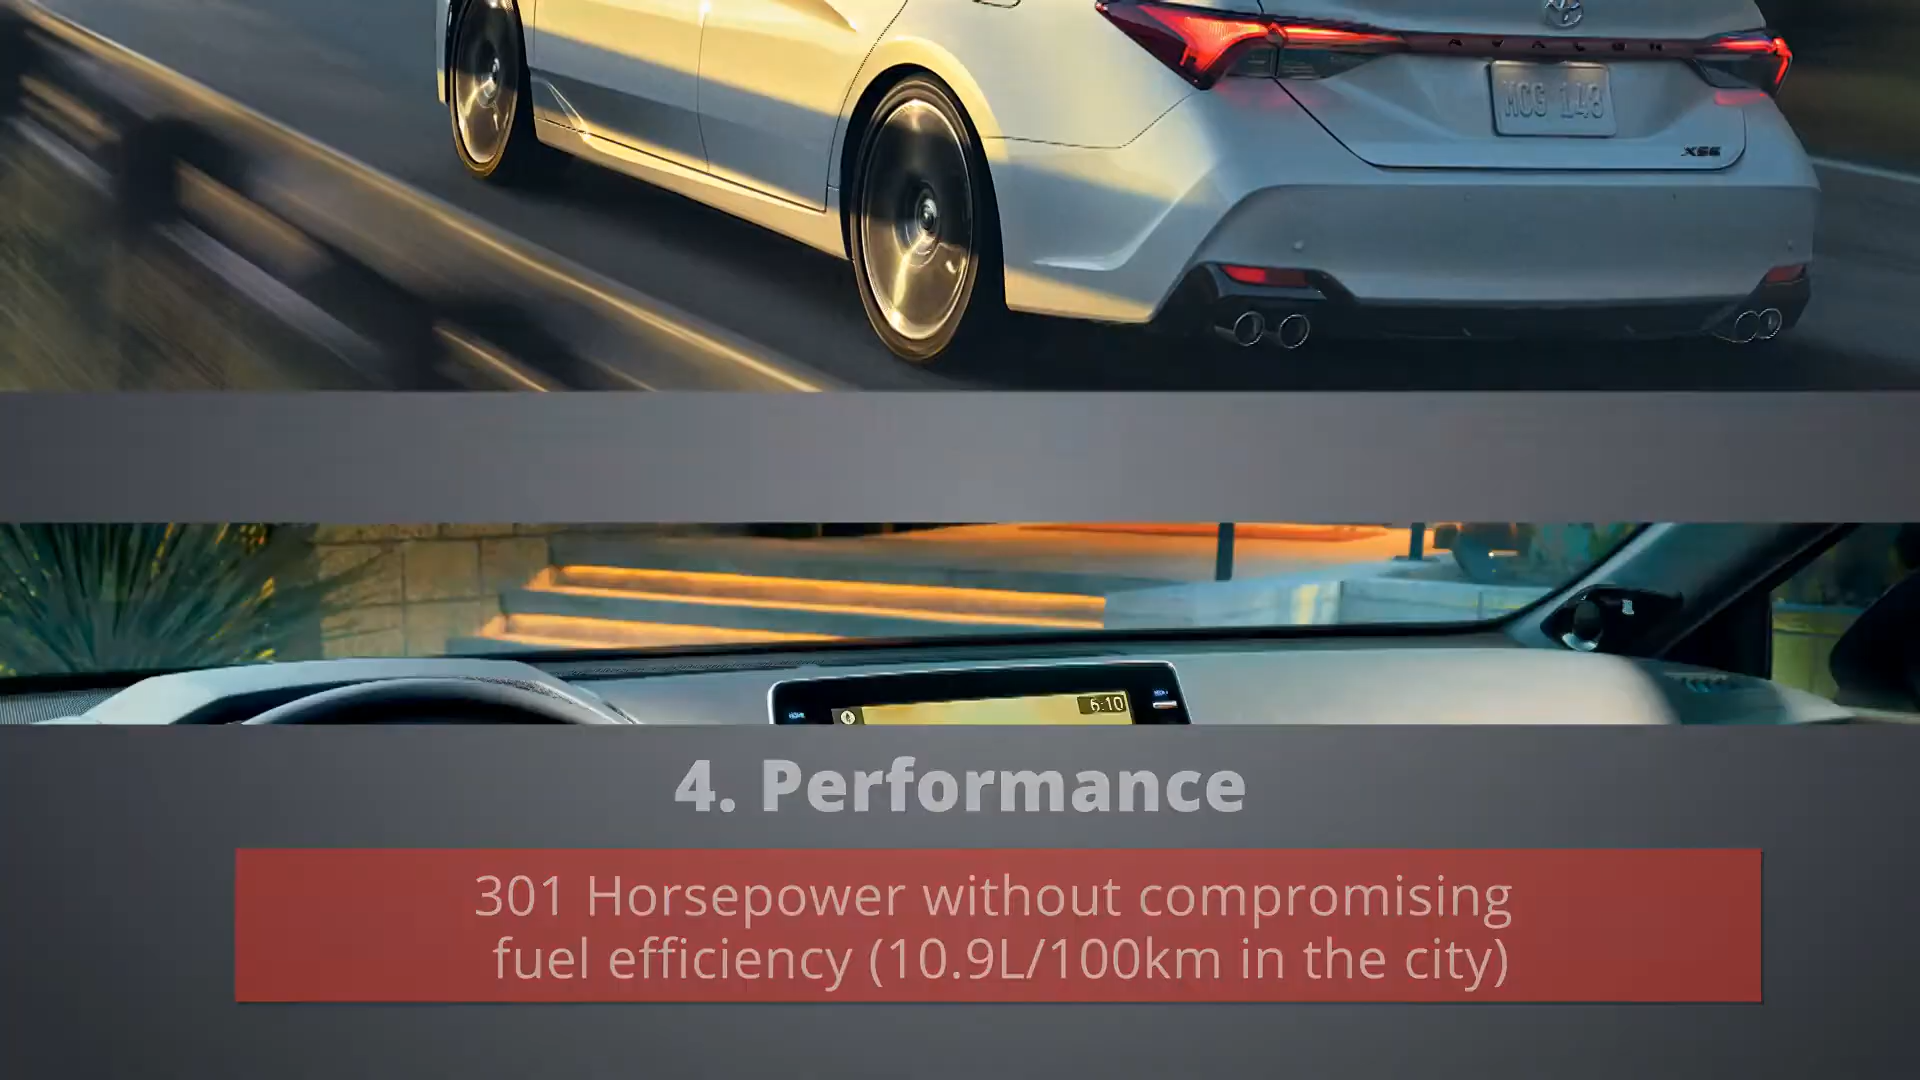 AVALON
MCG 148
XSE
6:10
4. Performance
301 Horsepower without compromising
fuel efficiency (10.9L/100km in the city)